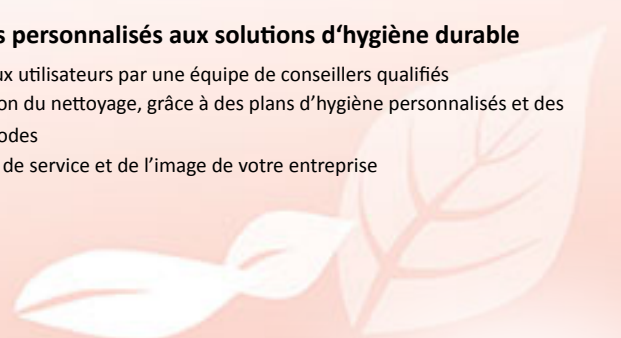 s personnalisés aux solutions d‘hygiène durable
ux utilisateurs par une équipe de conseillers qualifiés
on du nettoyage, grâce à des plans d’hygiène personnalisés et des
odes
de service et de l’image de votre entreprise